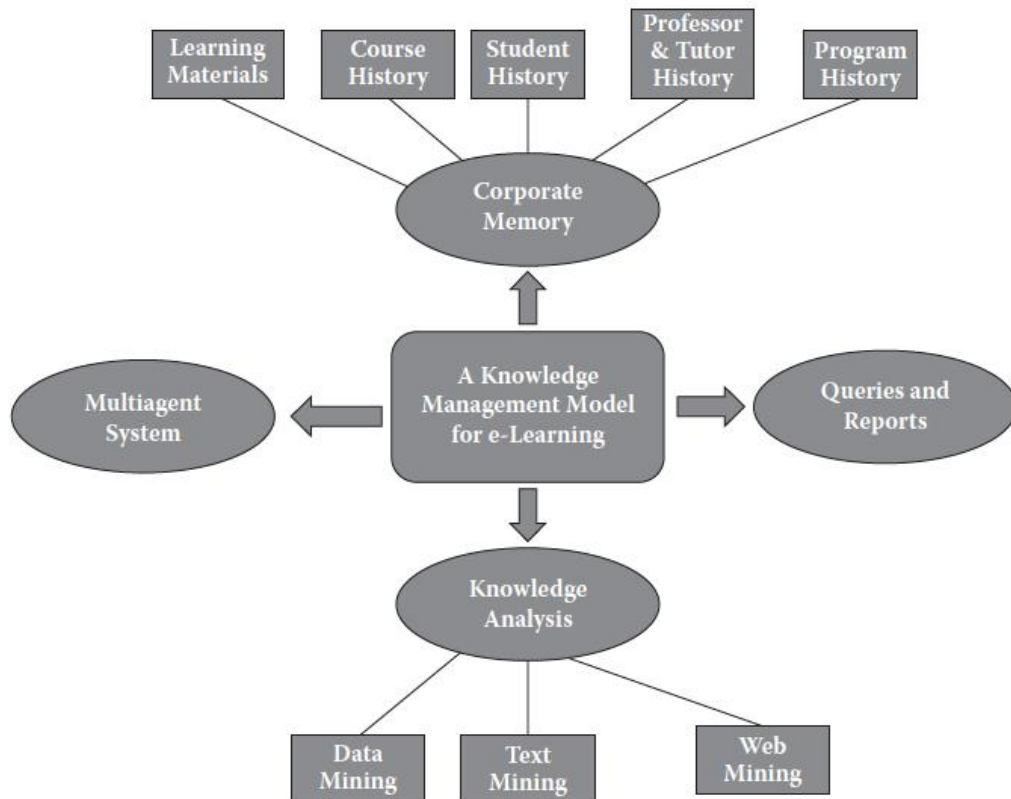 Learning
Materials
Course
History
Student
History
Professor
& Tutor
History
Program
History
Corporate
Memory
Multiagent
System
A Knowledge
Management Model
for e-Learning
Queries and
Reports
Knowledge
Analysis
Data
Mining
Text
Mining
Web
Mining